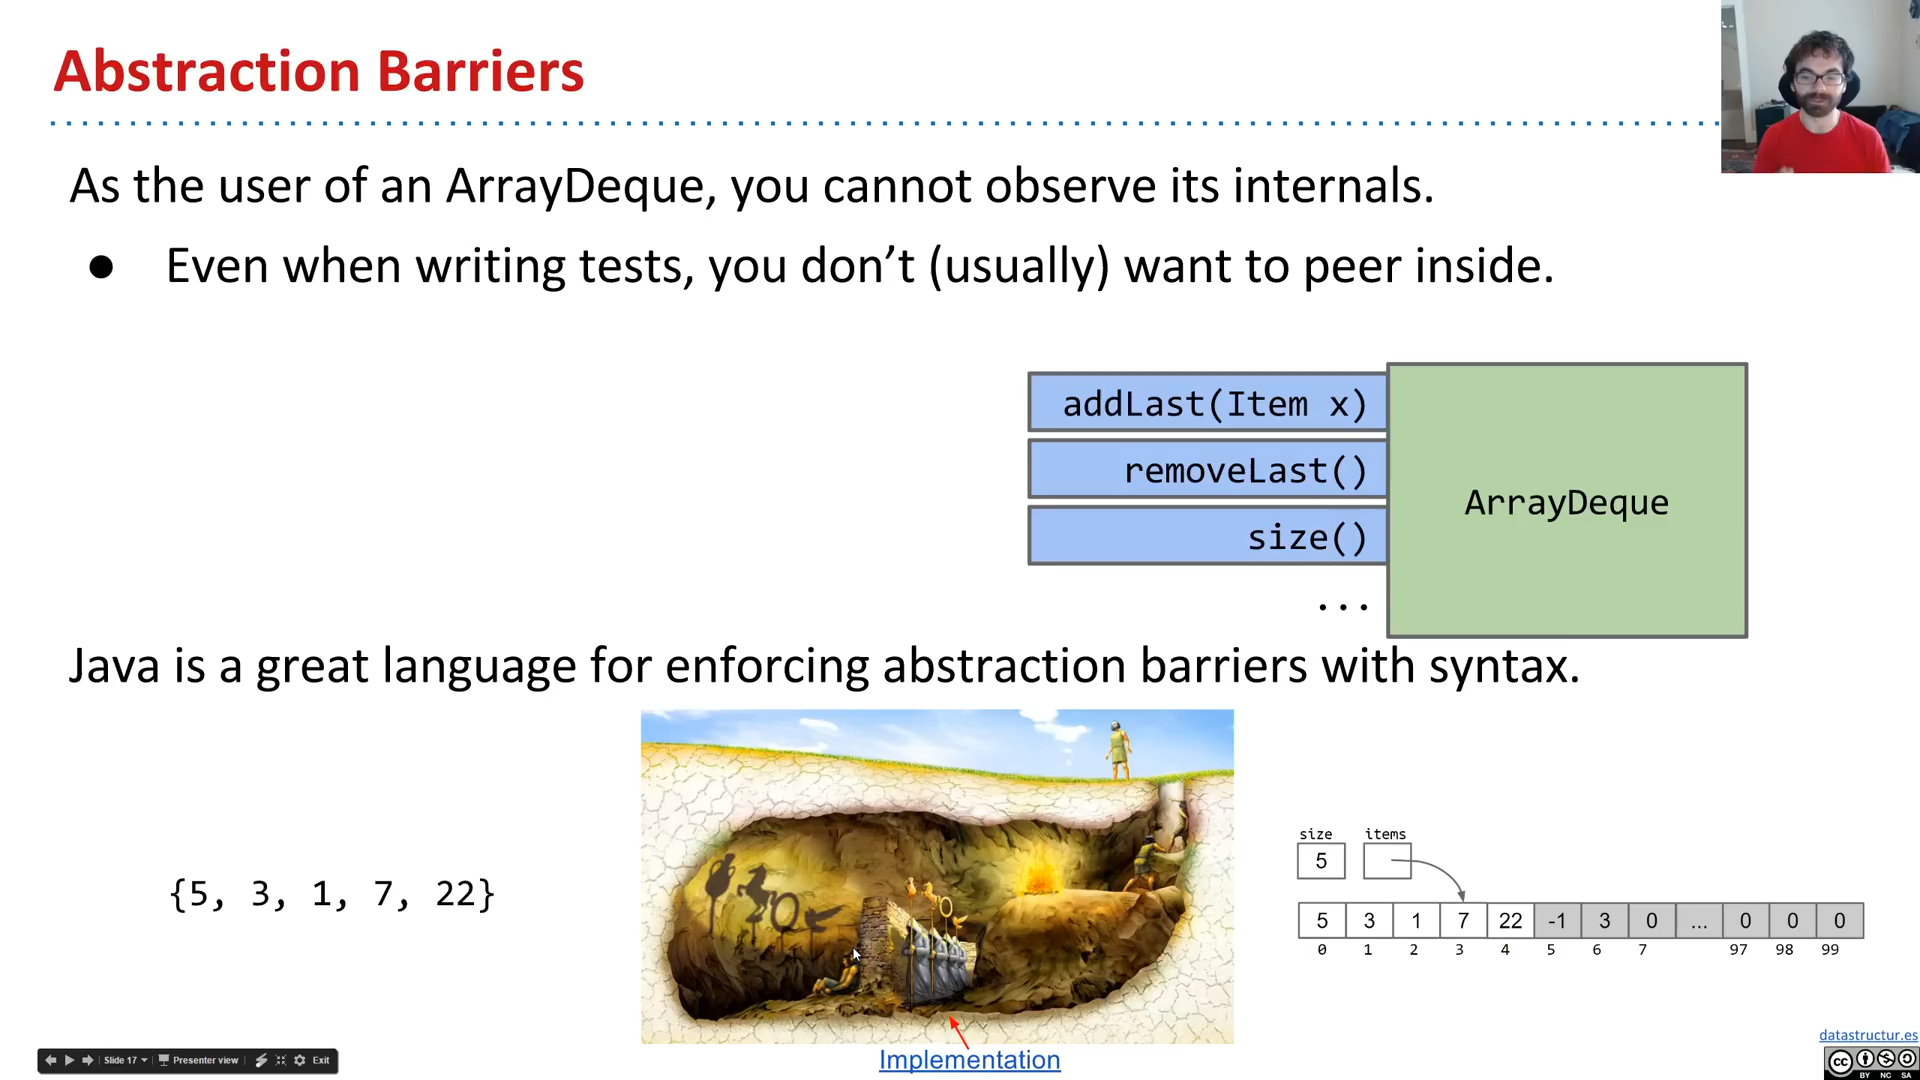 Abstraction Barriers
As the user of an ArrayDeque, you cannot observe its internals.
● Even when writing tests, you don’t (usually) want to peer inside.
addLast(Item x)
removeLast()
size()
...
ArrayDeque
Java is a great language for enforcing abstraction barriers with syntax.
{5, 3, 1, 7, 22}
Implementation
size items
5
5 3 1 7 22 -1 3 0 ... 0 0 0
0 1 2 3 4 5 6 7 97 98 99
datastructur.es
cc
BY NC SA
Slide 17 Presenter view Exit